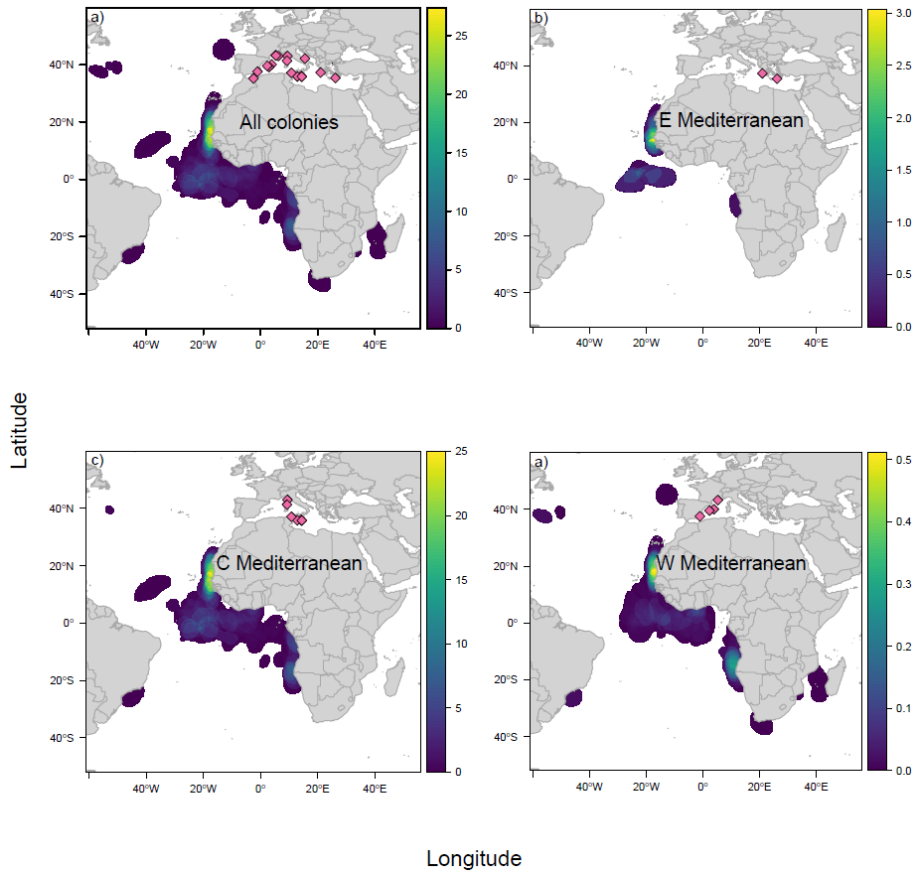 a)
All colonies
40°N
20°N
0°
20°S
40°S
40°W
20°W
0°
20°E
40°E
25
20
15
10
5
0
b)
E Mediterranean
40°N
20°N
0°
20°S
40°S
40°W
20°W
0°
20°E
40°E
3.0
2.5
2.0
1.5
1.0
0.5
0.0
Latitude
c)
C Mediterranean
40°N
20°N
0°
20°S
40°S
40°W
20°W
0°
20°E
40°E
25
20
15
10
5
0
a)
W Mediterranean
40°N
20°N
0°
20°S
40°S
40°W
20°W
0°
20°E
40°E
0.5
0.4
0.3
0.2
0.1
0.0
Longitude